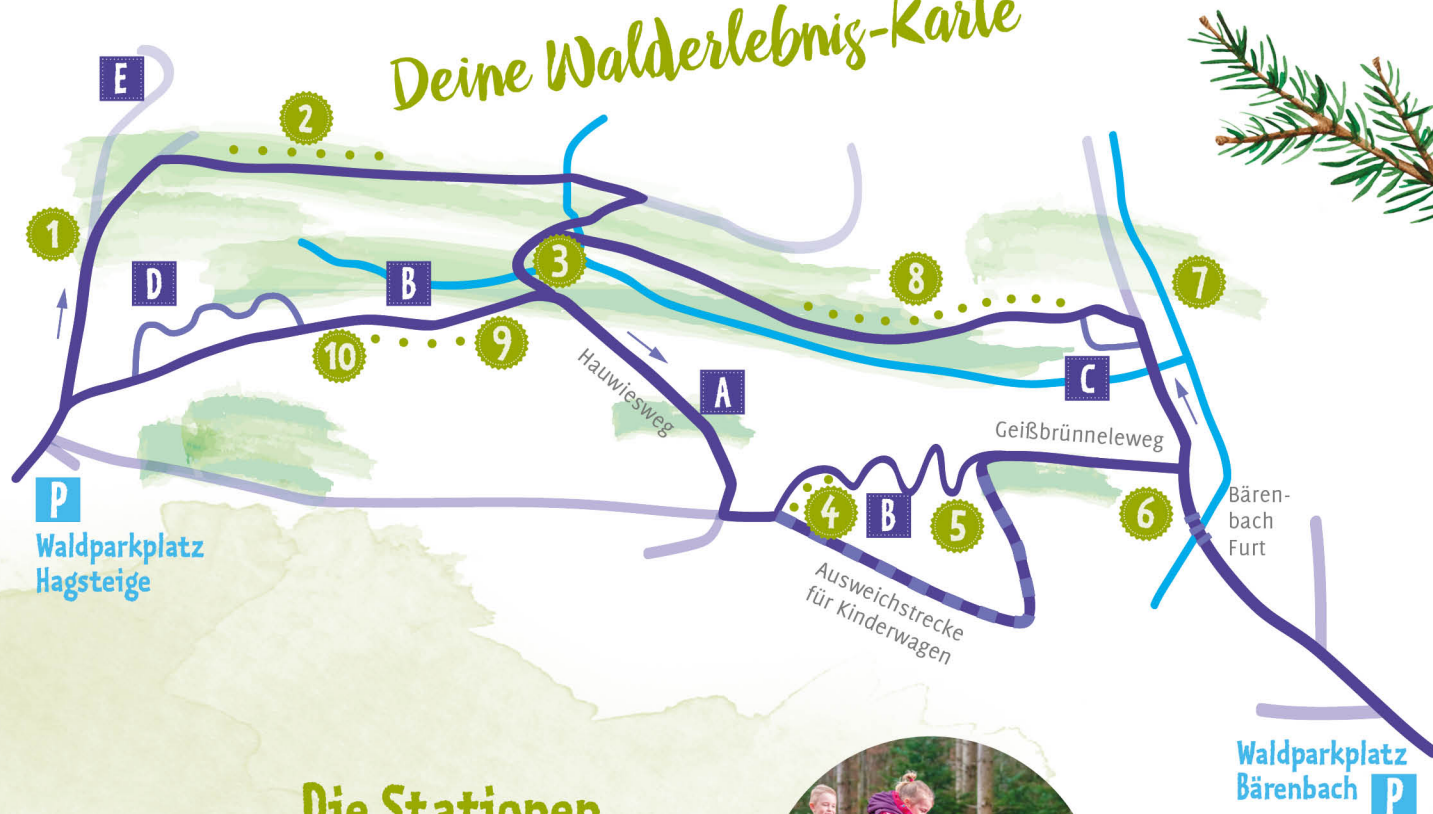 Deine Walderlebnis-Karte
E
2
1
D
B
3
8
7
10
9
Hauwiesweg
A
C
Geißbrünneleweg
P
Waldparkplatz
Hagsteige
4
B
5
6
Bären-
bach
Furt
Ausweichstrecke
für Kinderwagen
Waldparkplatz
Bärenbach P
Die Stationen